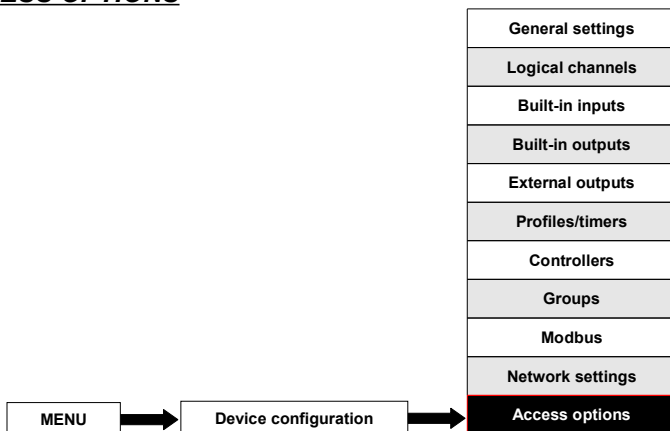 OPTIONS
General settings
Logical channels
Built-in inputs
Built-in outputs
External outputs
Profiles/timers
Controllers
Groups
Modbus
Network settings
MENU
Device configuration
Access options